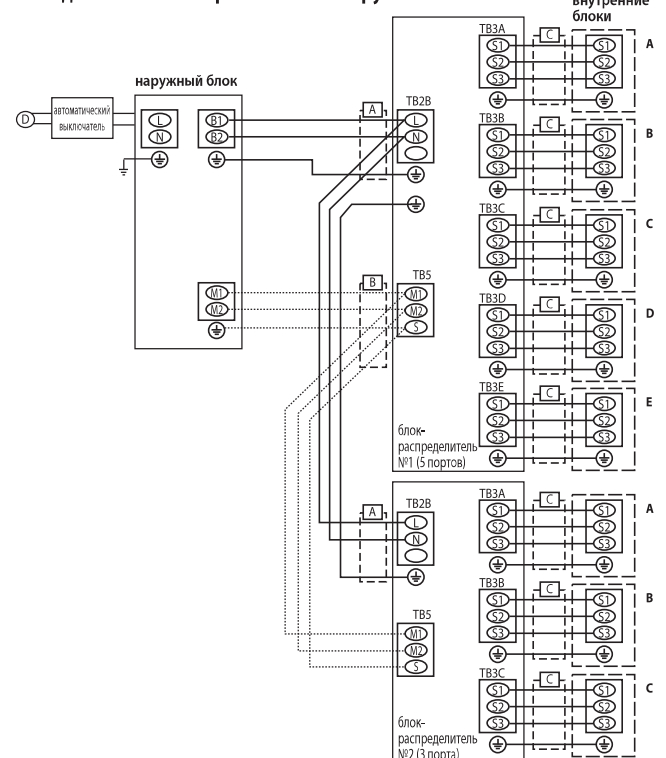 внутренние
блоки
наружный блок
D
автоматический
выключатель
L
N
B1
B2
M1
M2
A
TB2B
L
N
B
TB5
M1
M2
S
TB3A
S1
S2
S3
C
S1
S2
S3
A
TB3B
S1
S2
S3
C
S1
S2
S3
B
TB3C
S1
S2
S3
C
S1
S2
S3
C
TB3D
S1
S2
S3
C
S1
S2
S3
D
TB3E
S1
S2
S3
C
S1
S2
S3
E
блок-
распределитель
№1 (5 портов)
A
TB2B
L
N
TB5
M1
M2
S
TB3A
S1
S2
S3
C
S1
S2
S3
A
TB3B
S1
S2
S3
C
S1
S2
S3
B
TB3C
S1
S2
S3
C
S1
S2
S3
C
блок-
распределитель
№2 (3 порта)